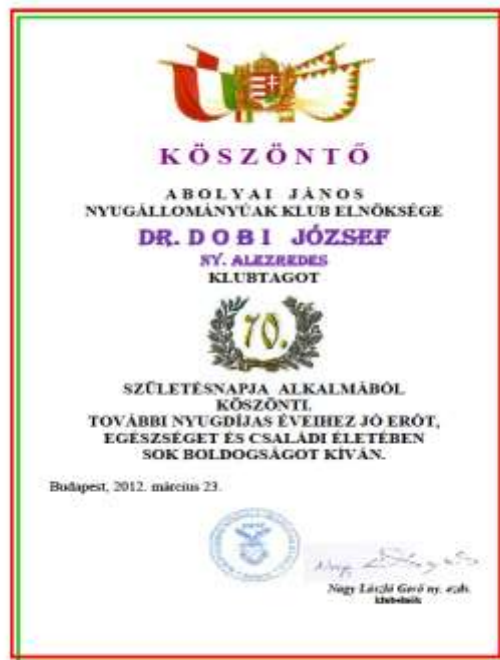 KÖSZÖNTŐ
A BOLYAI JÁNOS
NYUGÁLLOMÁNYÚAK KLUB ELNÖKSÉGE
DR. DOBI JÓZSEF
NY. ALEZREDES
KLUBTAGOT
70.
SZÜLETÉSNAPJA ALKALMÁBÓL
KÖSZÖNTI.
TOVÁBBI NYUGDÍJAS ÉVEIHEZ JÓ ERŐT,
EGÉSZSÉGET ÉS CSALÁDI ÉLETÉBEN
SOK BOLDOGSÁGOT KÍVÁN.
Budapest, 2012. március 23.
Nagy László Gerő ny. ezds.
klubelnök